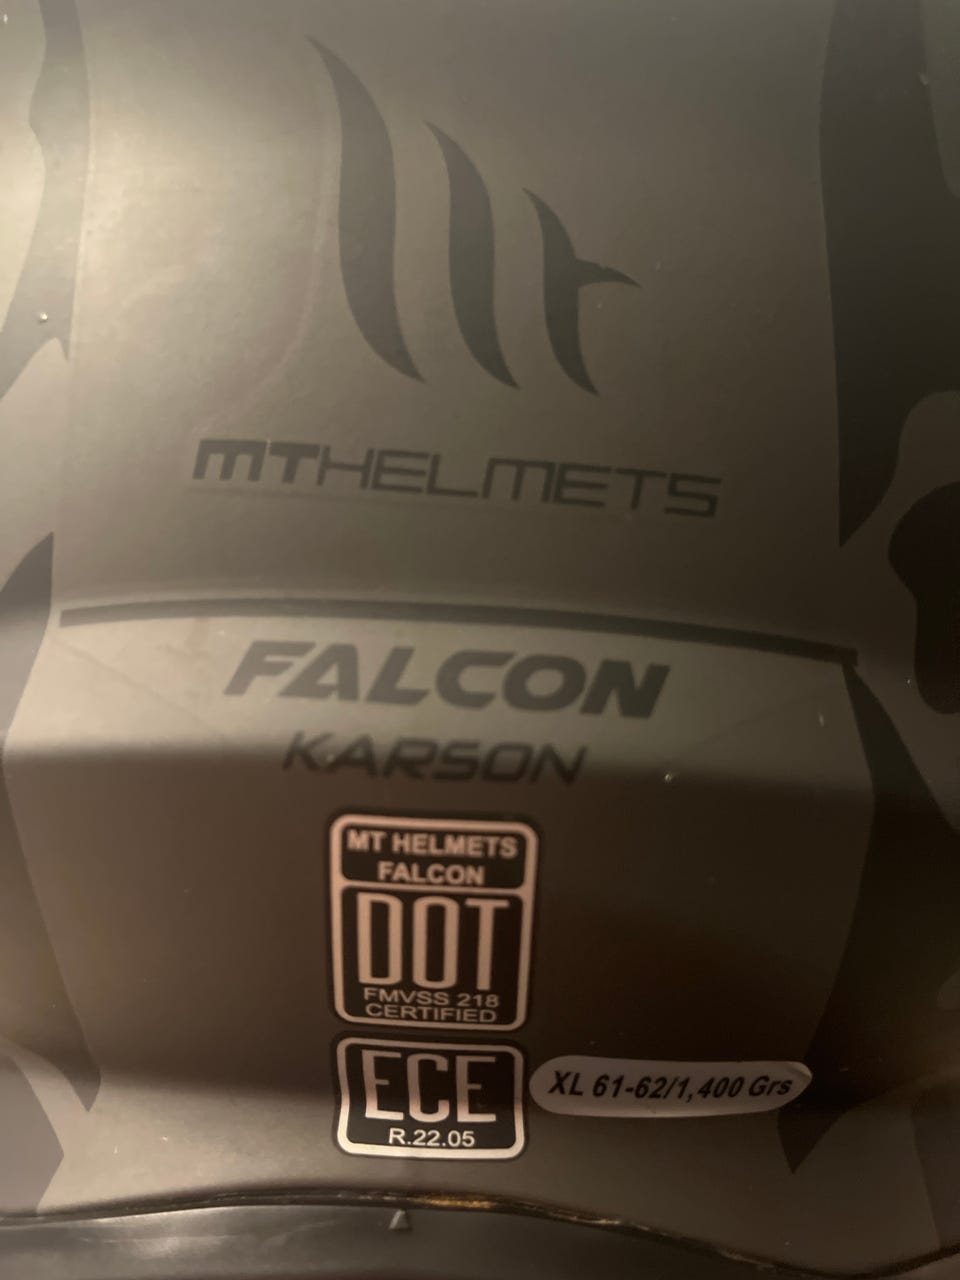 MTHELMETS
FALCON
KARSON
MT HELMETS
FALCON
DOT
FMVSS 218
CERTIFIED
ECE
R.22.05
XL 61-62/1,400 Grs